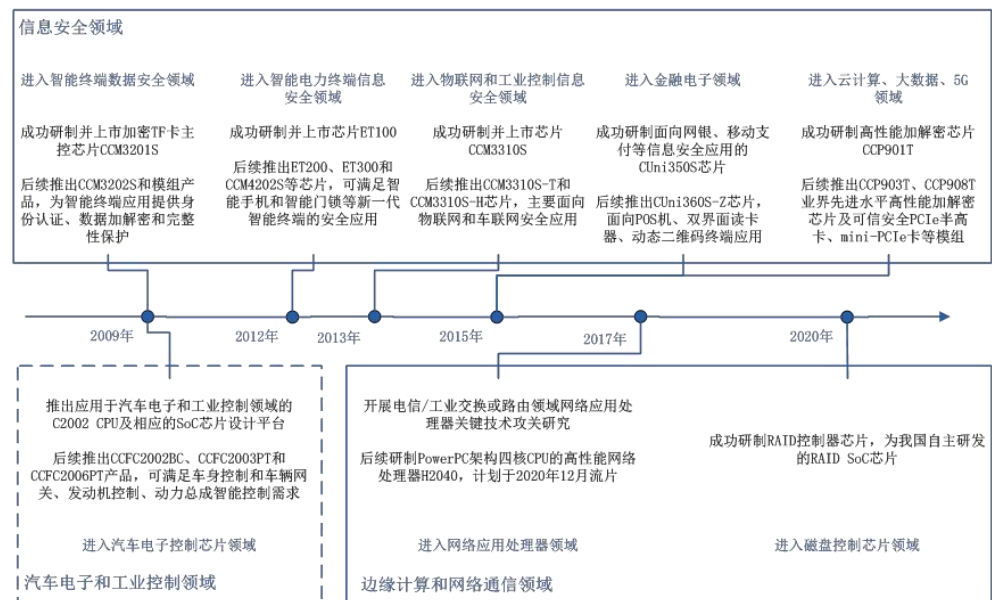 信息安全领域
进入智能终端数据安全领域
成功研制并上市加密TF卡主
控芯片CCM3201S
后续推出CCM3202S和模组产
品，为智能终端应用提供身
份认证、数据加解密和完整
性保护
进入智能电力终端信息
安全领域
成功研制并上市芯片ET100
后续推出ET200、ET300和
CCM4202S等芯片，可满足智
能手机和智能门锁等新一代
智能终端的安全应用
进入物联网和工业控制信息
安全领域
成功研制并上市芯片
CCM3310S
后续推出CCM3310S-T和
CCM3310S-H芯片，主要面向
物联网和车联网安全应用
进入金融电子领域
成功研制面向网银、移动支
付等信息安全应用的
CUni350S芯片
后续推出CUni360S-Z芯片，
面向POS机、双界面读卡
器、动态二维码终端应用
进入云计算、大数据、5G
领域
成功研制高性能加解密芯片
CCP901T
后续推出CCP903T、CCP908T
业界先进水平高性能加解密
芯片及可信安全PCIe半高
卡、mini-PCIe卡等模组
2009年
2012年
2013年
2015年
2017年
2020年
推出应用于汽车电子和工业控制领域的
C2002 CPU及相应的SoC芯片设计平台
后续推出CCFC2002BC、CCFC2003PT和
CCFC2006PT产品，可满足车身控制和车辆网
关、发动机控制、动力总成智能控制需求
进入汽车电子控制芯片领域
汽车电子和工业控制领域
开展电信/工业交换或路由领域网络应用处
理器关键技术攻关研究
后续研制PowerPC架构四核CPU的高性能网络
处理器H2040，计划于2020年12月流片
进入网络应用处理器领域
成功研制RAID控制器芯片，为我国自主研发
的RAID SoC芯片
进入磁盘控制芯片领域
边缘计算和网络通信领域